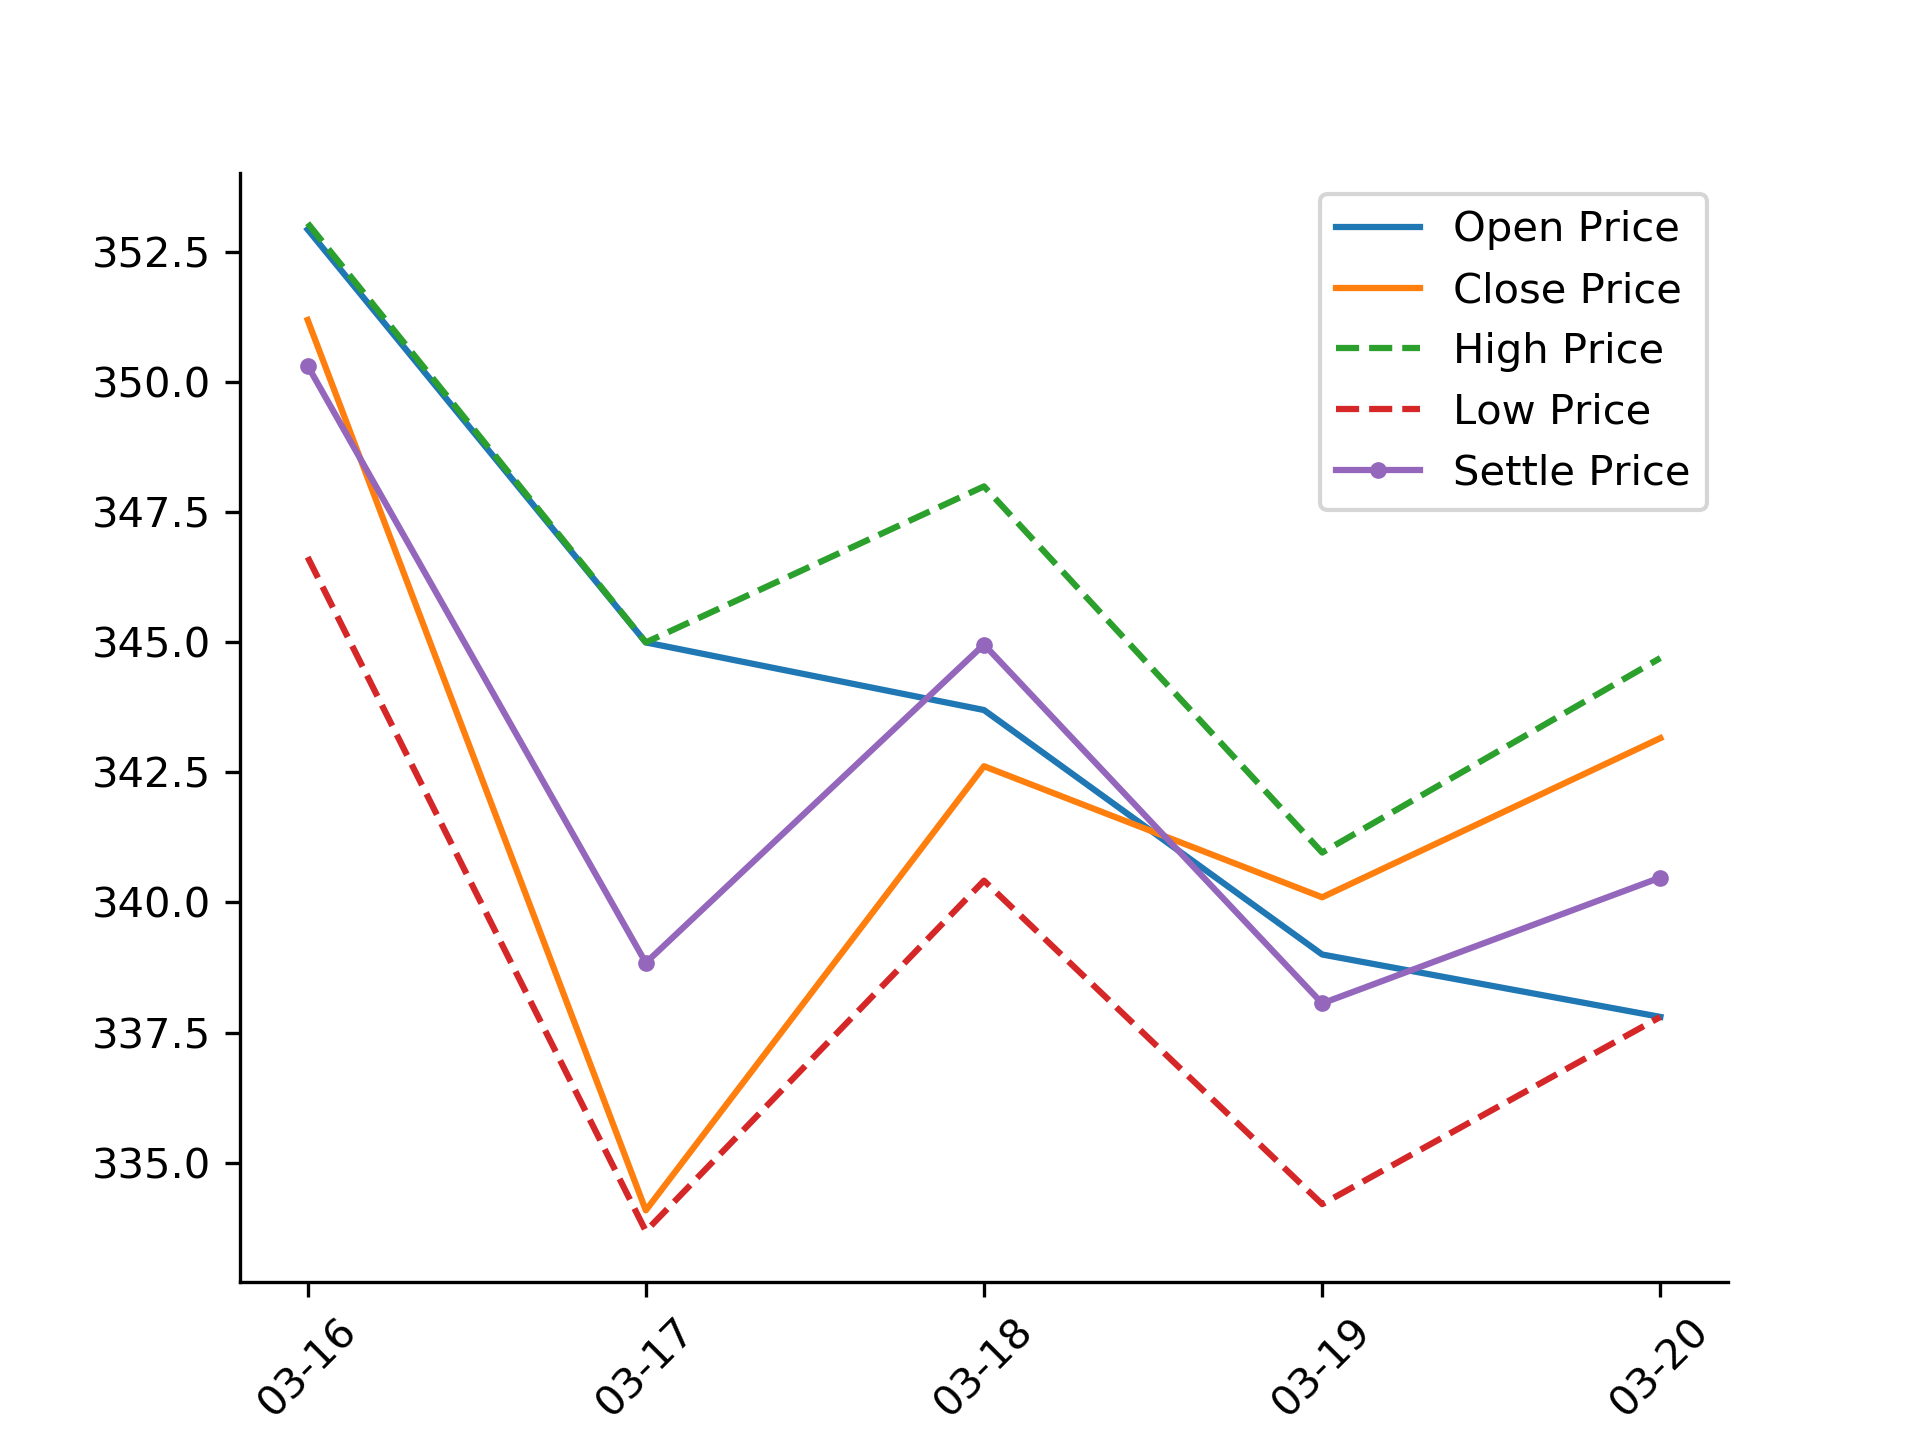 352.5
350.0
347.5
345.0
342.5
340.0
337.5
335.0
Open Price
Close Price
High Price
Low Price
Settle Price
03-16
03-17
03-18
03-19
03-20